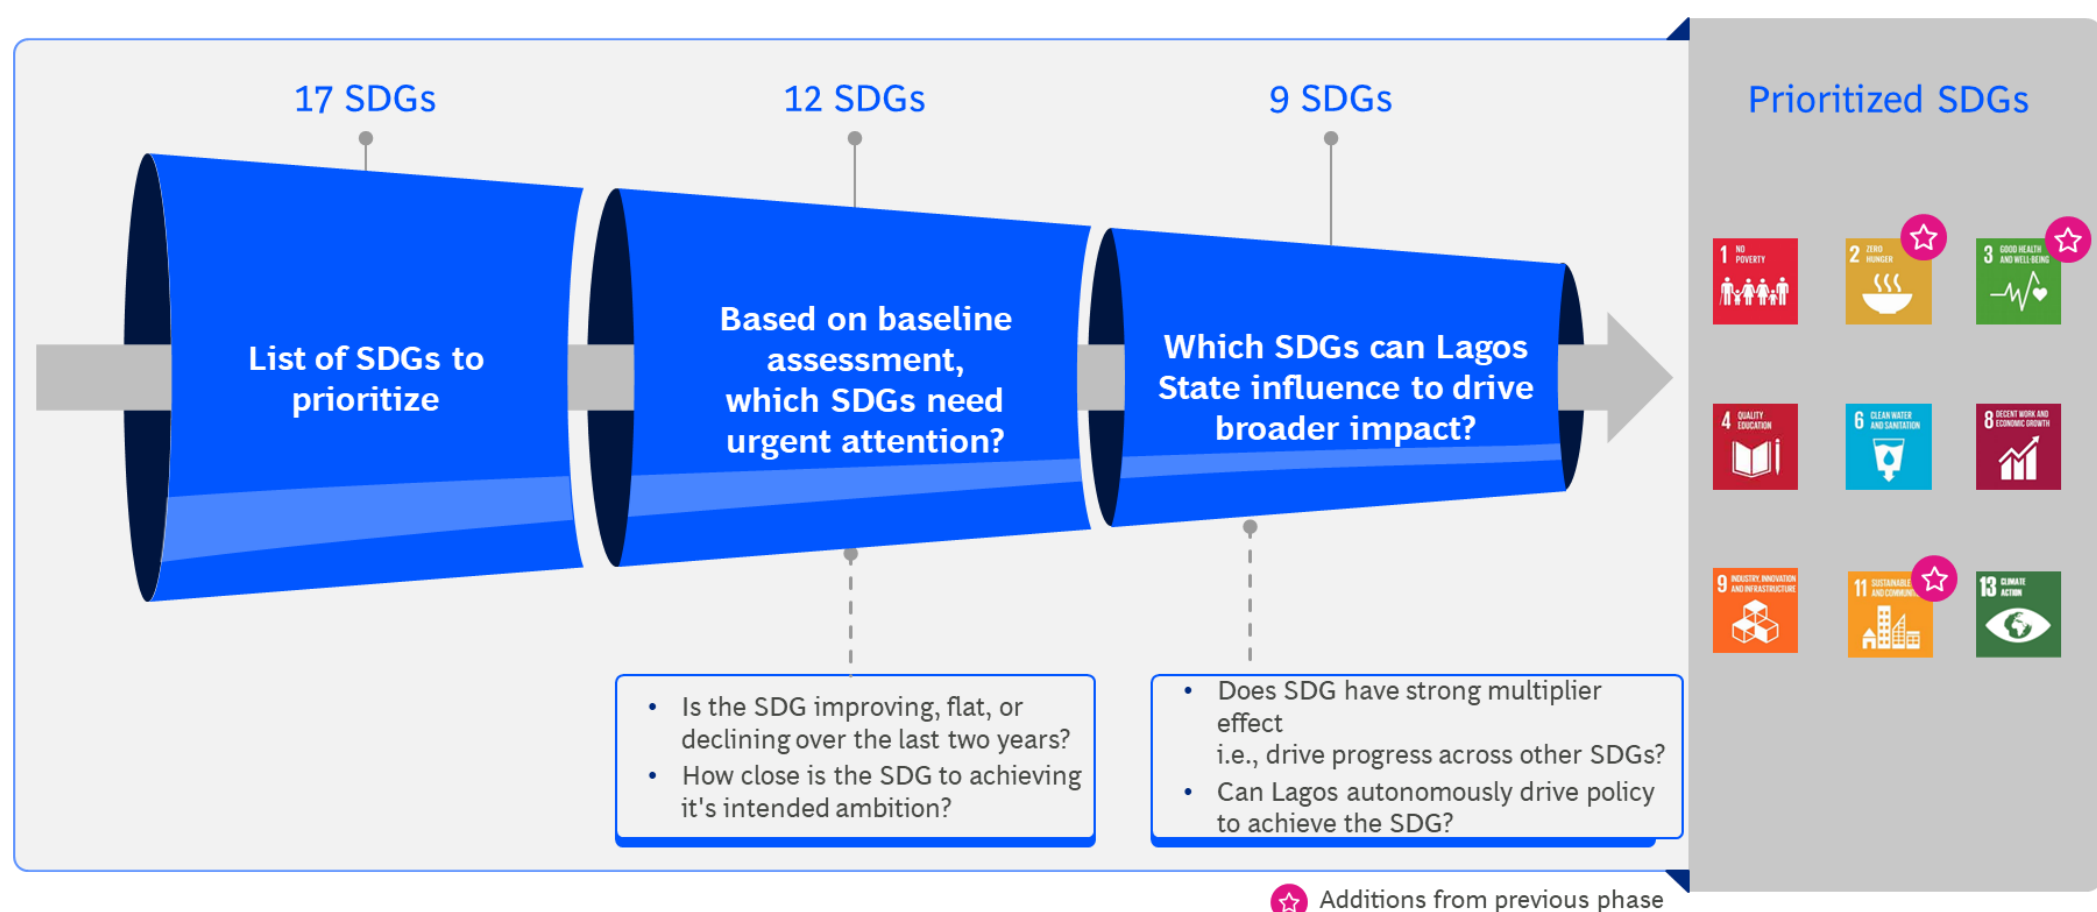 17 SDGs
12 SDGs
9 SDGs
Prioritized SDGs
List of SDGs to
prioritize
Based on baseline
assessment,
which SDGs need
urgent attention?
Which SDGs can Lagos
State influence to drive
broader impact?
• Is the SDG improving, flat, or
declining over the last two years?
• How close is the SDG to achieving
it's intended ambition?
• Does SDG have strong multiplier
effect
i.e., drive progress across other SDGs?
• Can Lagos autonomously drive policy
to achieve the SDG?
1 NO
POVERTY
2 ZERO
HUNGER
3 GOOD HEALTH
AND WELL-BEING
4 QUALITY
EDUCATION
6 CLEAN WATER
AND SANITATION
8 DECENT WORK AND
ECONOMIC GROWTH
9 INDUSTRY, INNOVATION
AND INFRASTRUCTURE
11 SUSTAINABLE
AND
13 CLIMATE
ACTION
Additions from previous phase